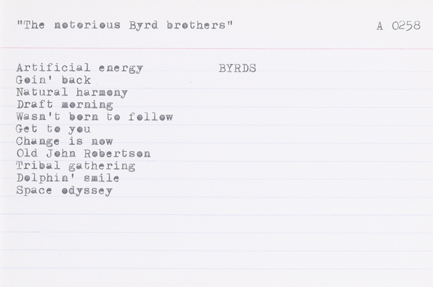 "The notorious Byrd brothers" A 0258
Artificial energy BYRDS
Goin' back
Natural harmony
Draft morning
Wasn't born to follow
Get to you
Change is now
Old John Robertson
Tribal gathering
Dolphin' smile
Space odyssey